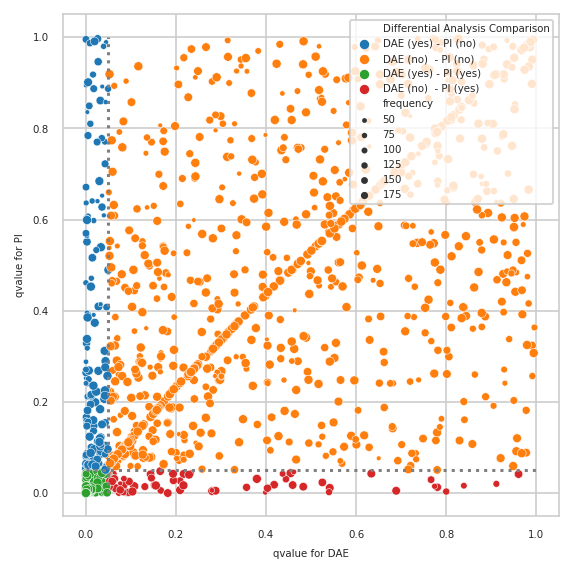 Differential Analysis Comparison
DAE (yes) - PI (no)
DAE (no) - PI (no)
DAE (yes) - PI (yes)
DAE (no) - PI (yes)
frequency
50
75
100
125
150
175
1.0
0.8
0.6
0.4
0.2
0.0
qvalue for PI
0.0 0.2 0.4 0.6 0.8 1.0
qvalue for DAE